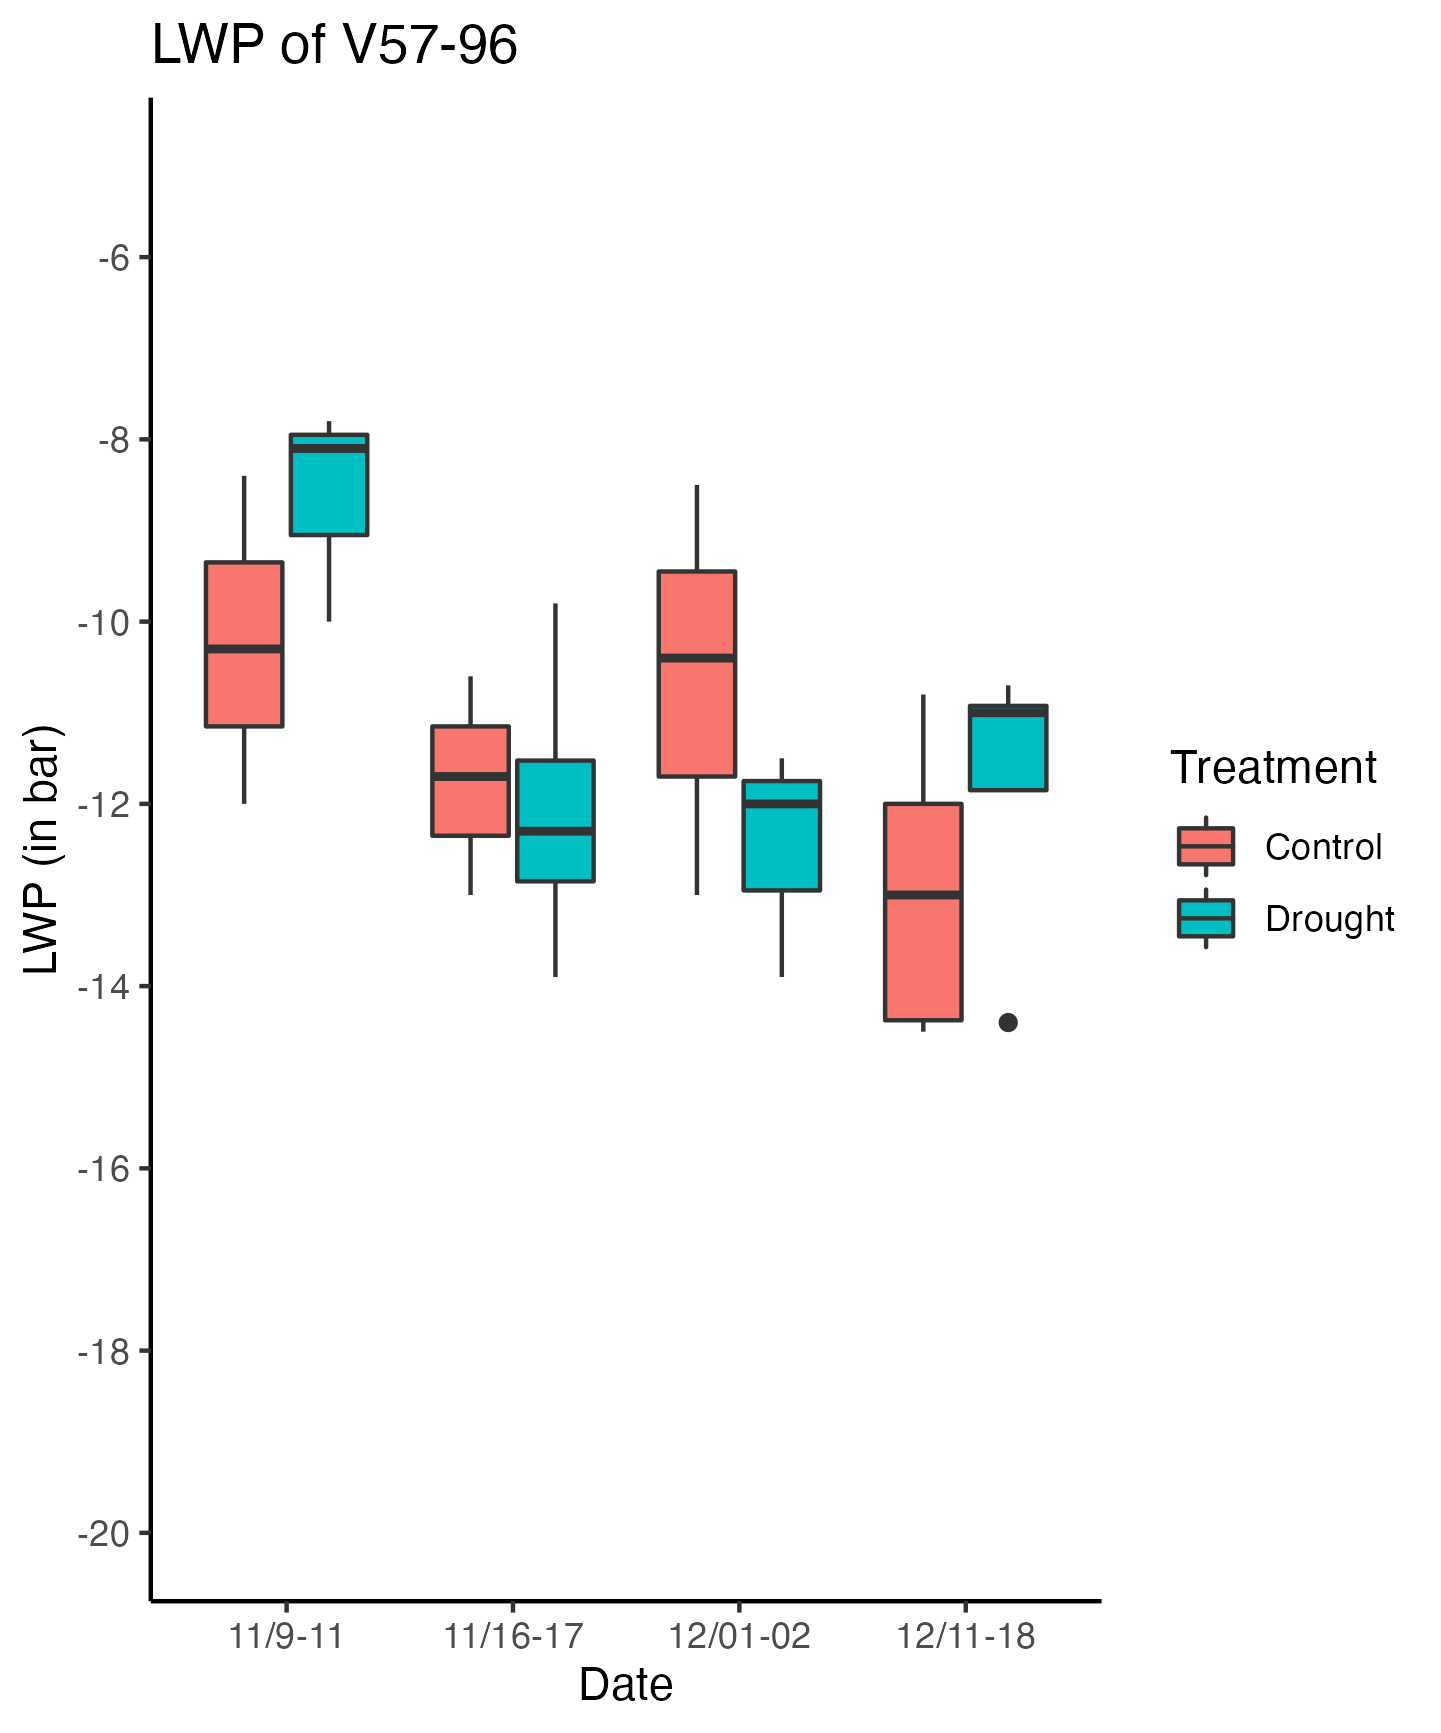 LWP of V57-96
-6
-8
-10
-12
-14
-16
-18
-20
LWP (in bar)
11/9-11
11/16-17
12/01-02
12/11-18
Date
Treatment
Control
Drought